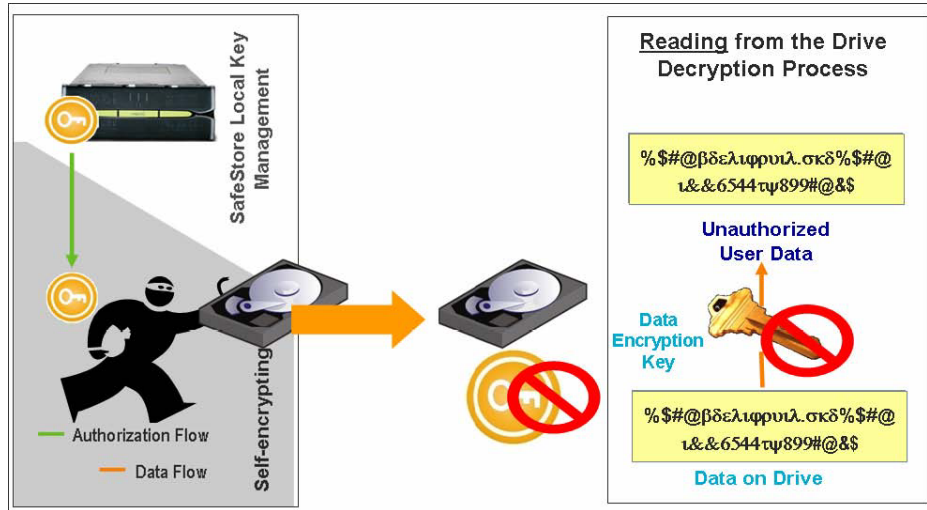 SafeStore Local Key
Management
Self-encrypting
Authorization Flow
Data Flow
Reading from the Drive
Decryption Process
%$#@βδελιφρυιλ.σκδ%$#@
ι&&6544τψ899#@&$
Unauthorized
User Data
Data
Encryption
Key
%$#@βδελιφρυιλ.σκδ%$#@
ι&&6544τψ899#@&$
Data on Drive